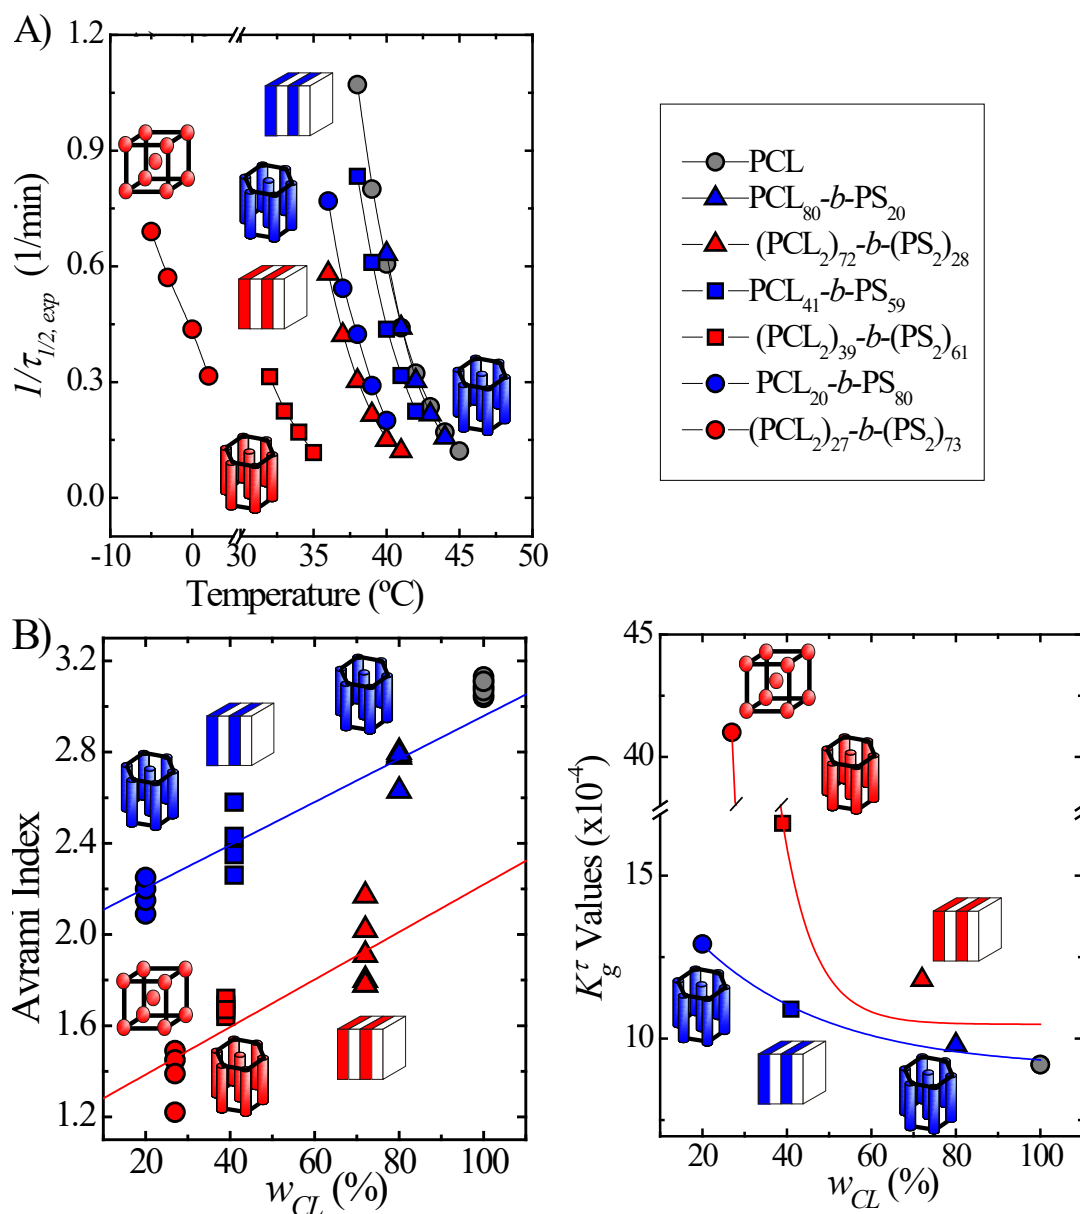 A)
1.2
0.9
0.6
0.3
0.0
1/τ1/2, exp (1/min)
-10 0 30 35 40 45 50
Temperature (ºC)
PCL
PCL80-b-PS20
(PCL2)72-b-(PS2)28
PCL41-b-PS59
(PCL2)39-b-(PS2)61
PCL20-b-PS80
(PCL2)27-b-(PS2)73
B)
3.2
2.8
2.4
2.0
1.6
1.2
Avrami Index
20 40 60 80 100
wCL (%)
45
40
15
10
Kgτ Values (x10-4)
20 40 60 80 100
wCL (%)